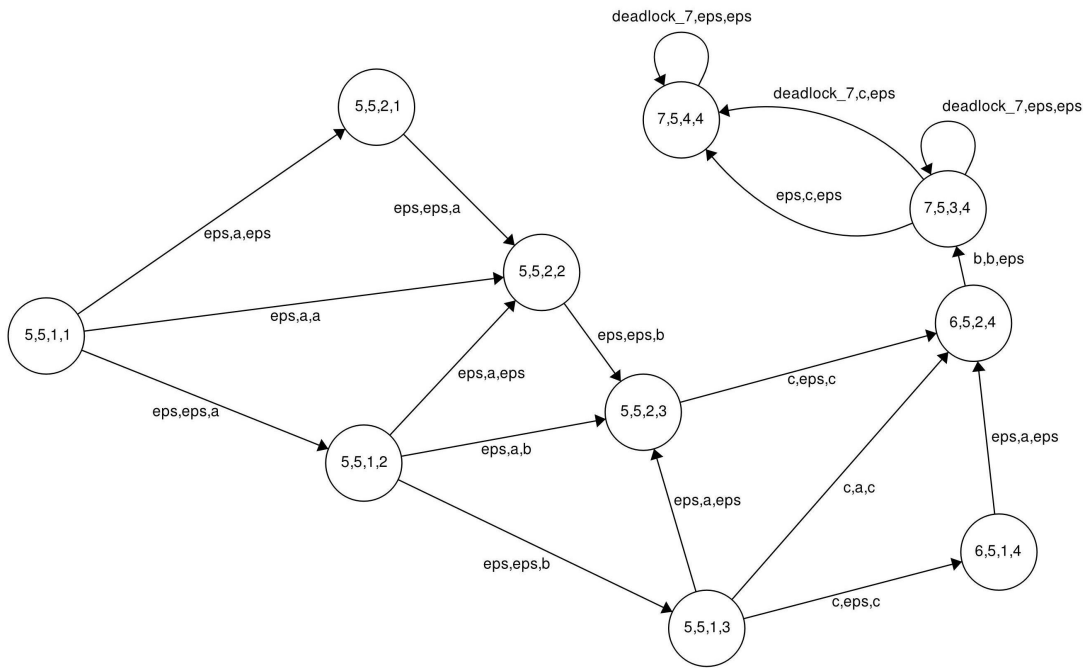 deadlock_7,eps,eps
5,5,2,1
7,5,4,4
deadlock_7,c,eps
deadlock_7,eps,eps
eps,c,eps
7,5,3,4
eps,eps,a
eps,a,eps
5,5,2,2
b,b,eps
eps,a,a
5,5,1,1
eps,eps,b
6,5,2,4
eps,a,eps
c,eps,c
eps,eps,a
5,5,2,3
eps,a,b
eps,a,eps
5,5,1,2
c,a,c
eps,a,eps
6,5,1,4
eps,eps,b
c,eps,c
5,5,1,3